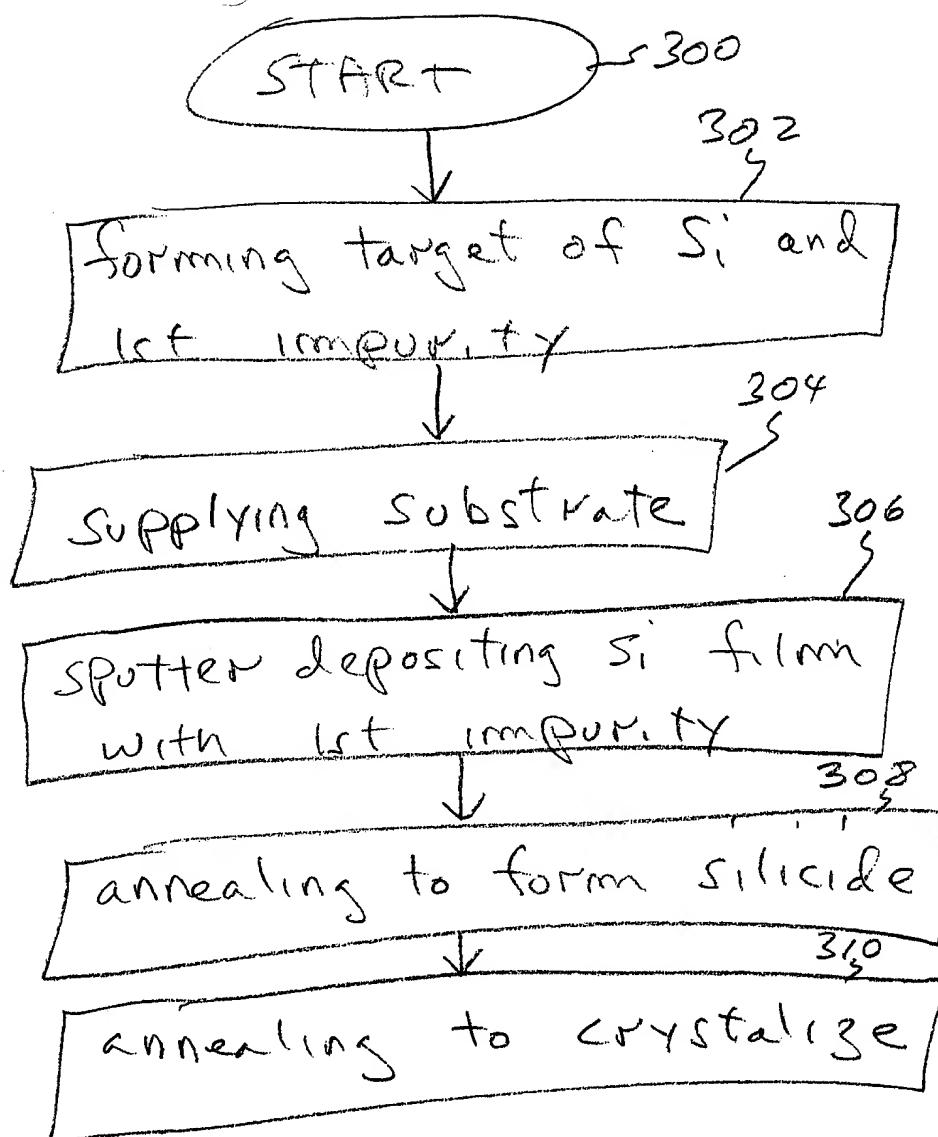 START 300
302
forming target of Si and
1st impurity
304
supplying substrate
306
sputter depositing si film
with 1st impurity
308
annealing to form silicide
310
annealing to crystalize